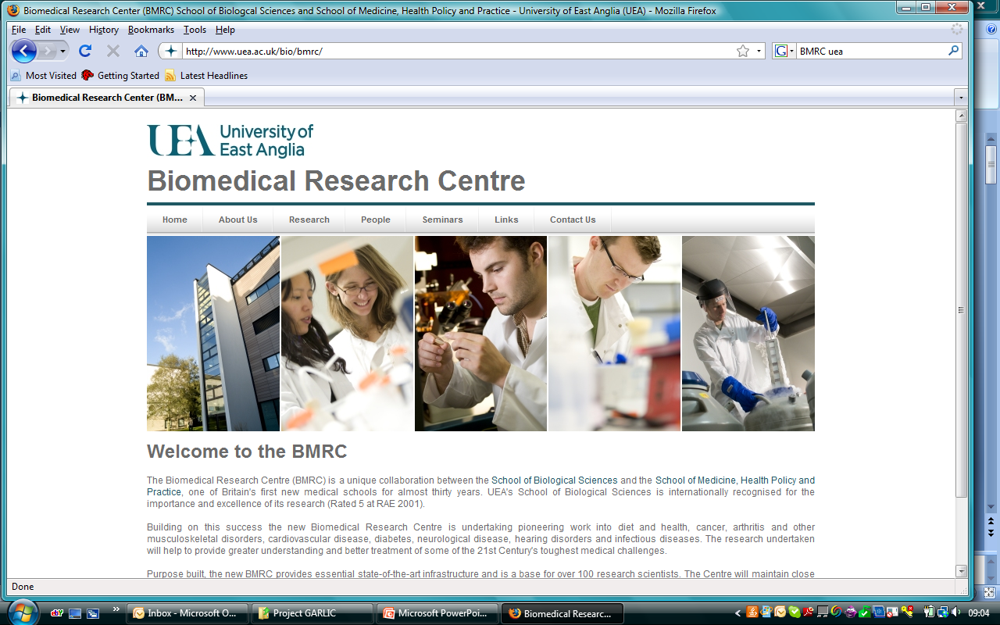 Biomedical Research Center (BMRC) School of Biologcal Sciences and School of Medicine, Health Policy and Practice - University of East Anglia (UEA) - Mozilla Firefox
File Edit View History Bookmarks Tools Help
http://www.uea.ac.uk/bio/bmrc/ G BMRC uea
Most Visited Getting Started Latest Headlines
Biomedical Research Center (BM...
UEA University of
East Anglia
Biomedical Research Centre
Home About Us Research People Seminars Links Contact Us
Welcome to the BMRC
The Biomedical Research Centre (BMRC) is a unique collaboration between the School of Biological Sciences and the School of Medicine, Health Policy and
Practice, one of Britain's first new medical schools for almost thirty years. UEA's School of Biological Sciences is internationally recognised for the
importance and excellence of its research (Rated 5 at RAE 2001).
Building on this success the new Biomedical Research Centre is undertaking pioneering work into diet and health, cancer, arthritis and other
musculoskeletal disorders, cardiovascular disease, diabetes, neurological disease, hearing disorders and infectious diseases. The research undertaken
will help to provide greater understanding and better treatment of some of the 21st Century's toughest medical challenges.
Purpose built, the new BMRC provides essential state-of-the-art infrastructure and is a base for over 100 research scientists. The Centre will maintain close
Done
ebY » Inbox - Microsoft O... Project GARLIC Microsoft PowerPoi... Biomedical Researc... 09:04